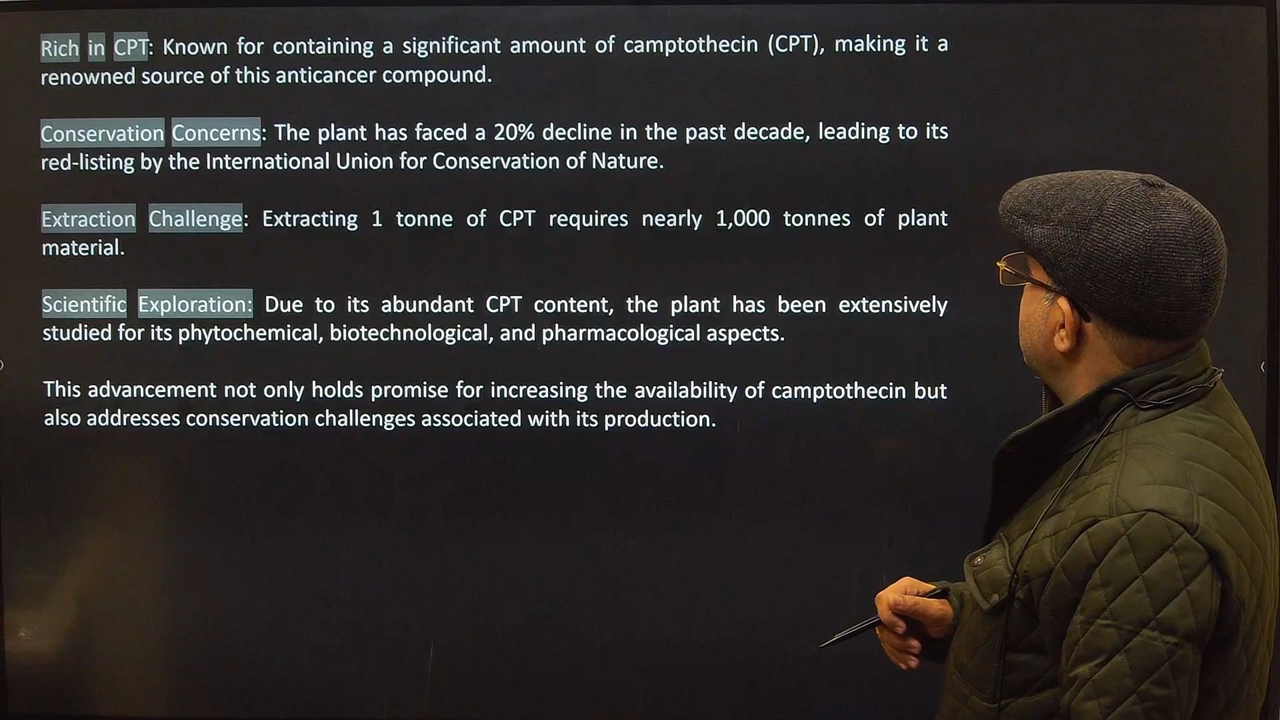 Rich in CPT: Known for containing a significant amount of camptothecin (CPT), making it a
renowned source of this anticancer compound.
Conservation Concerns: The plant has faced a 20% decline in the past decade, leading to its
red-listing by the International Union for Conservation of Nature.
Extraction Challenge: Extracting 1 tonne of CPT requires nearly 1,000 tonnes of plant
material.
Scientific Exploration: Due to its abundant CPT content, the plant has been extensively
studied for its phytochemical, biotechnological, and pharmacological aspects.
This advancement not only holds promise for increasing the availability of camptothecin but
also addresses conservation challenges associated with its production.